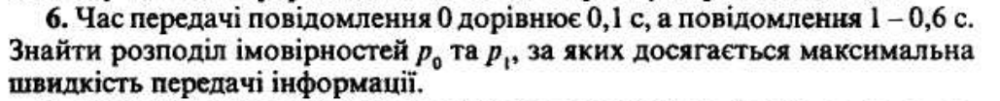 6. Час передачі повідомлення 0 дорівнює 0,1 с, а повідомлення 1 – 0,6 с.
Знайти розподіл імовірностей p₀ та p₁, за яких досягається максимальна
швидкість передачі інформації.